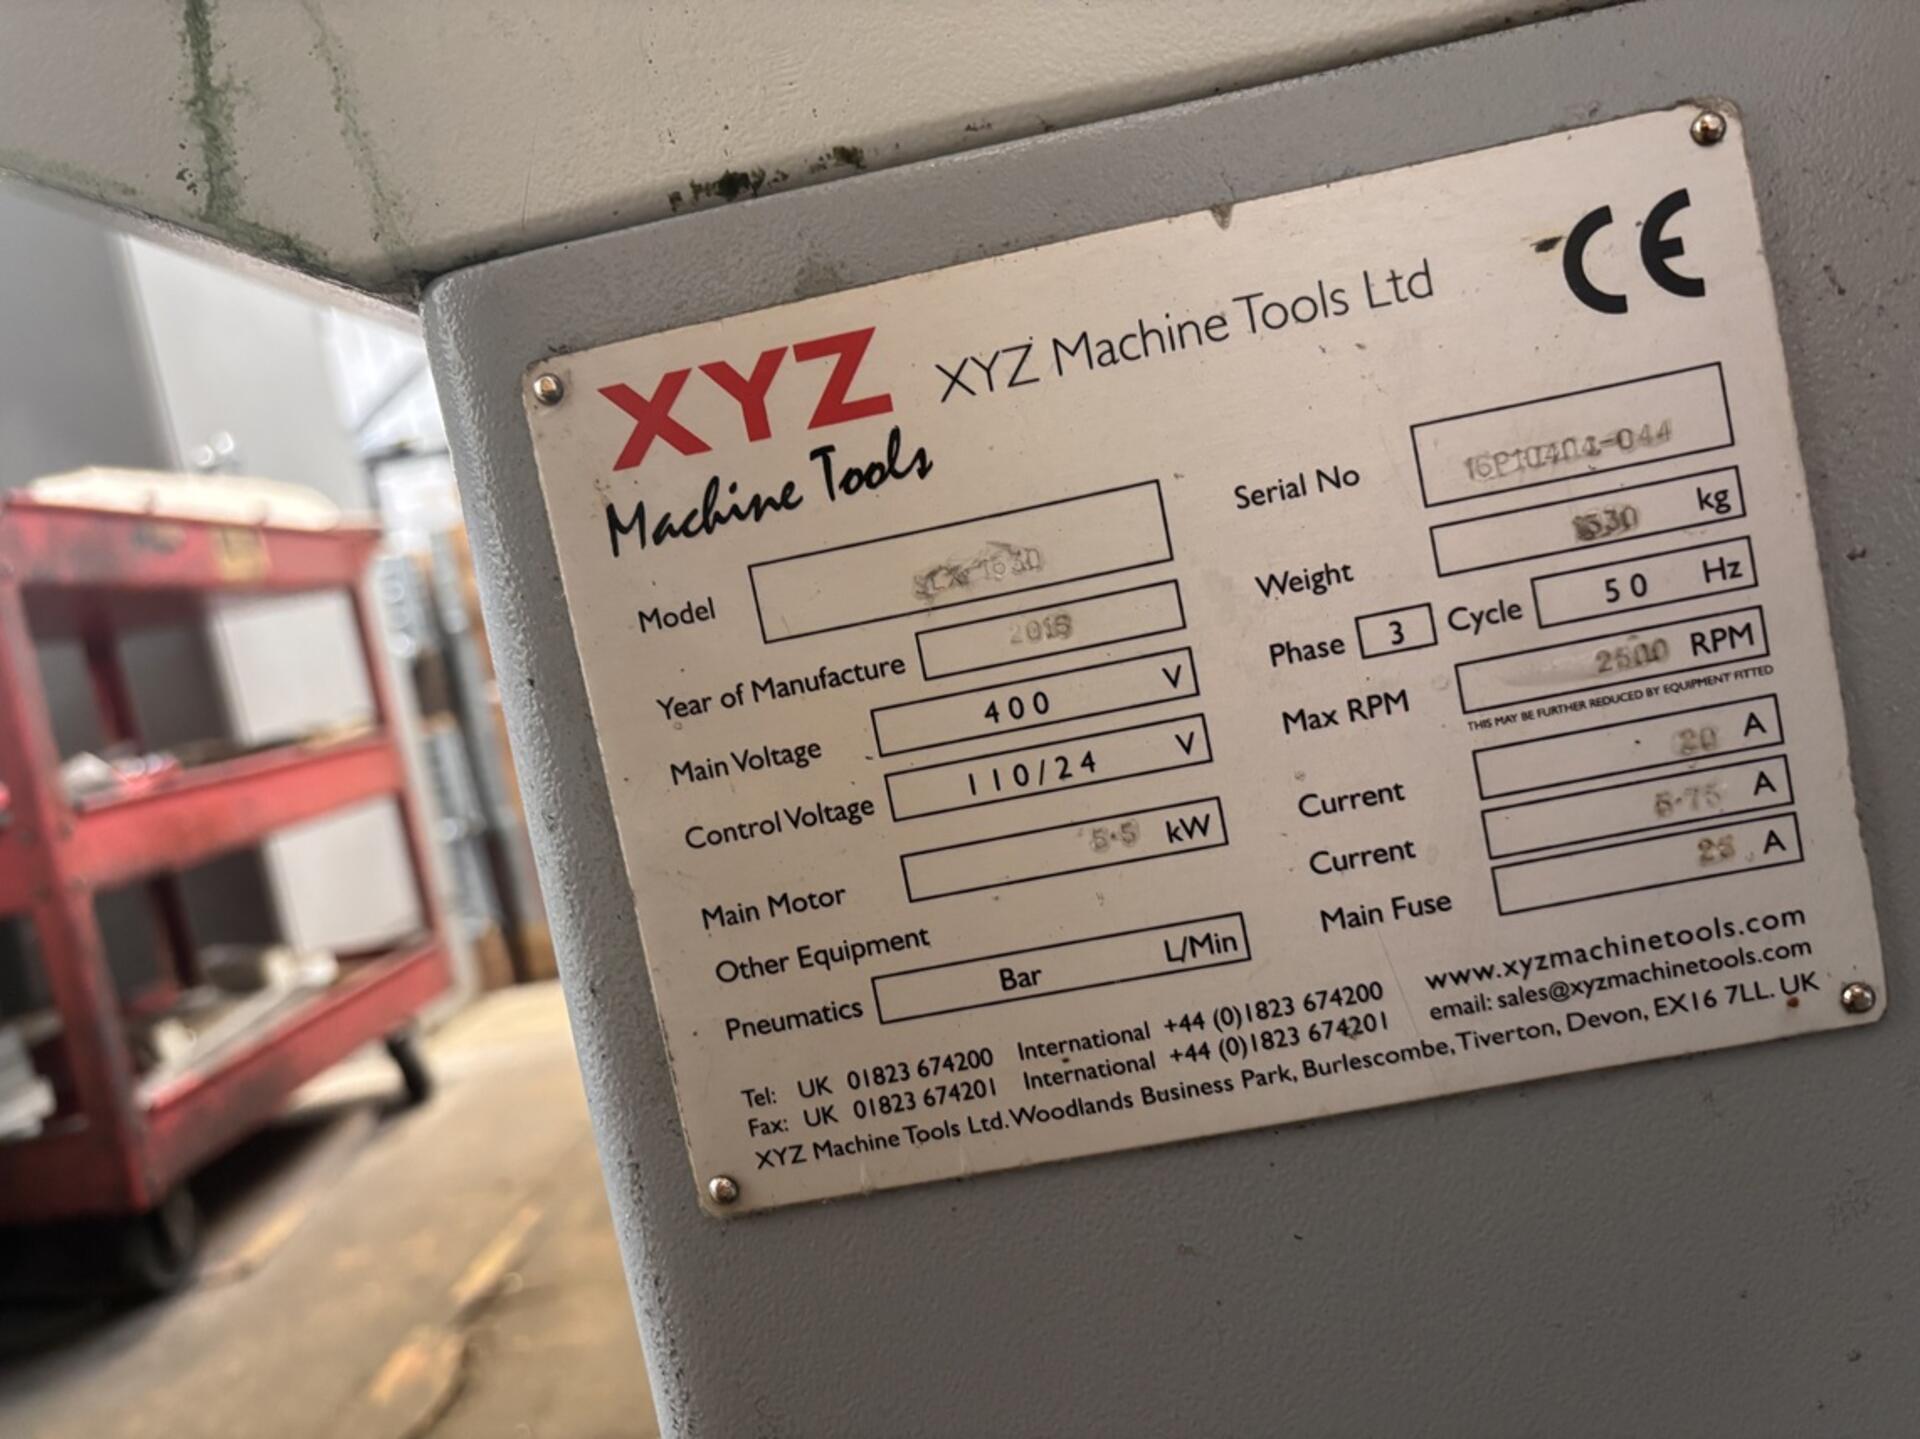 XYZ XYZ Machine Tools Ltd CE
Machine Tools
Serial No
Model
Weight kg
Year of Manufacture
Phase 3 Cycle 50 Hz
Main Voltage 400 V
Max RPM 2500 RPM
THIS MAY BE FURTHER REDUCED BY EQUIPMENT FITTED
Control Voltage 110/24 V
Current 20 A
Main Motor 5.5 kW
Current A
Other Equipment
Main Fuse 25 A
Pneumatics Bar L/Min
www.xyzmachinetools.com
Tel: UK 01823 674200 International +44 (0)1823 674200
email: sales@xyzmachinetools.com
Fax: UK 01823 674201 International +44 (0)1823 674201
XYZ Machine Tools Ltd. Woodlands Business Park, Burlescombe, Tiverton, Devon, EX16 7LL. UK